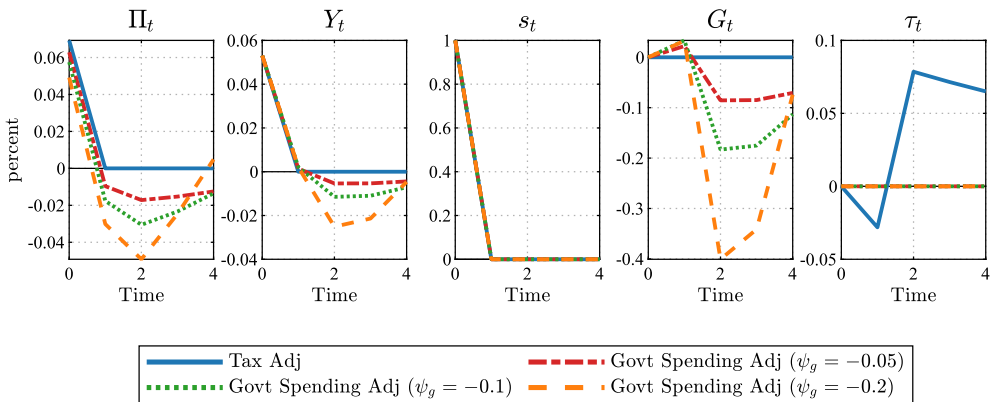 Π_t Y_t s_t G_t τ_t
percent
0.06 0.04 0.02 0 -0.02 -0.04
0 2 4
Time
0.06 0.04 0.02 0 -0.02 -0.04
0 2 4
Time
1 0.8 0.6 0.4 0.2 0
0 2 4
Time
0 -0.1 -0.2 -0.3 -0.4
0 2 4
Time
0.1 0.05 0 -0.05
0 2 4
Time
Tax Adj
Govt Spending Adj (ψ_g = −0.1)
Govt Spending Adj (ψ_g = −0.05)
Govt Spending Adj (ψ_g = −0.2)